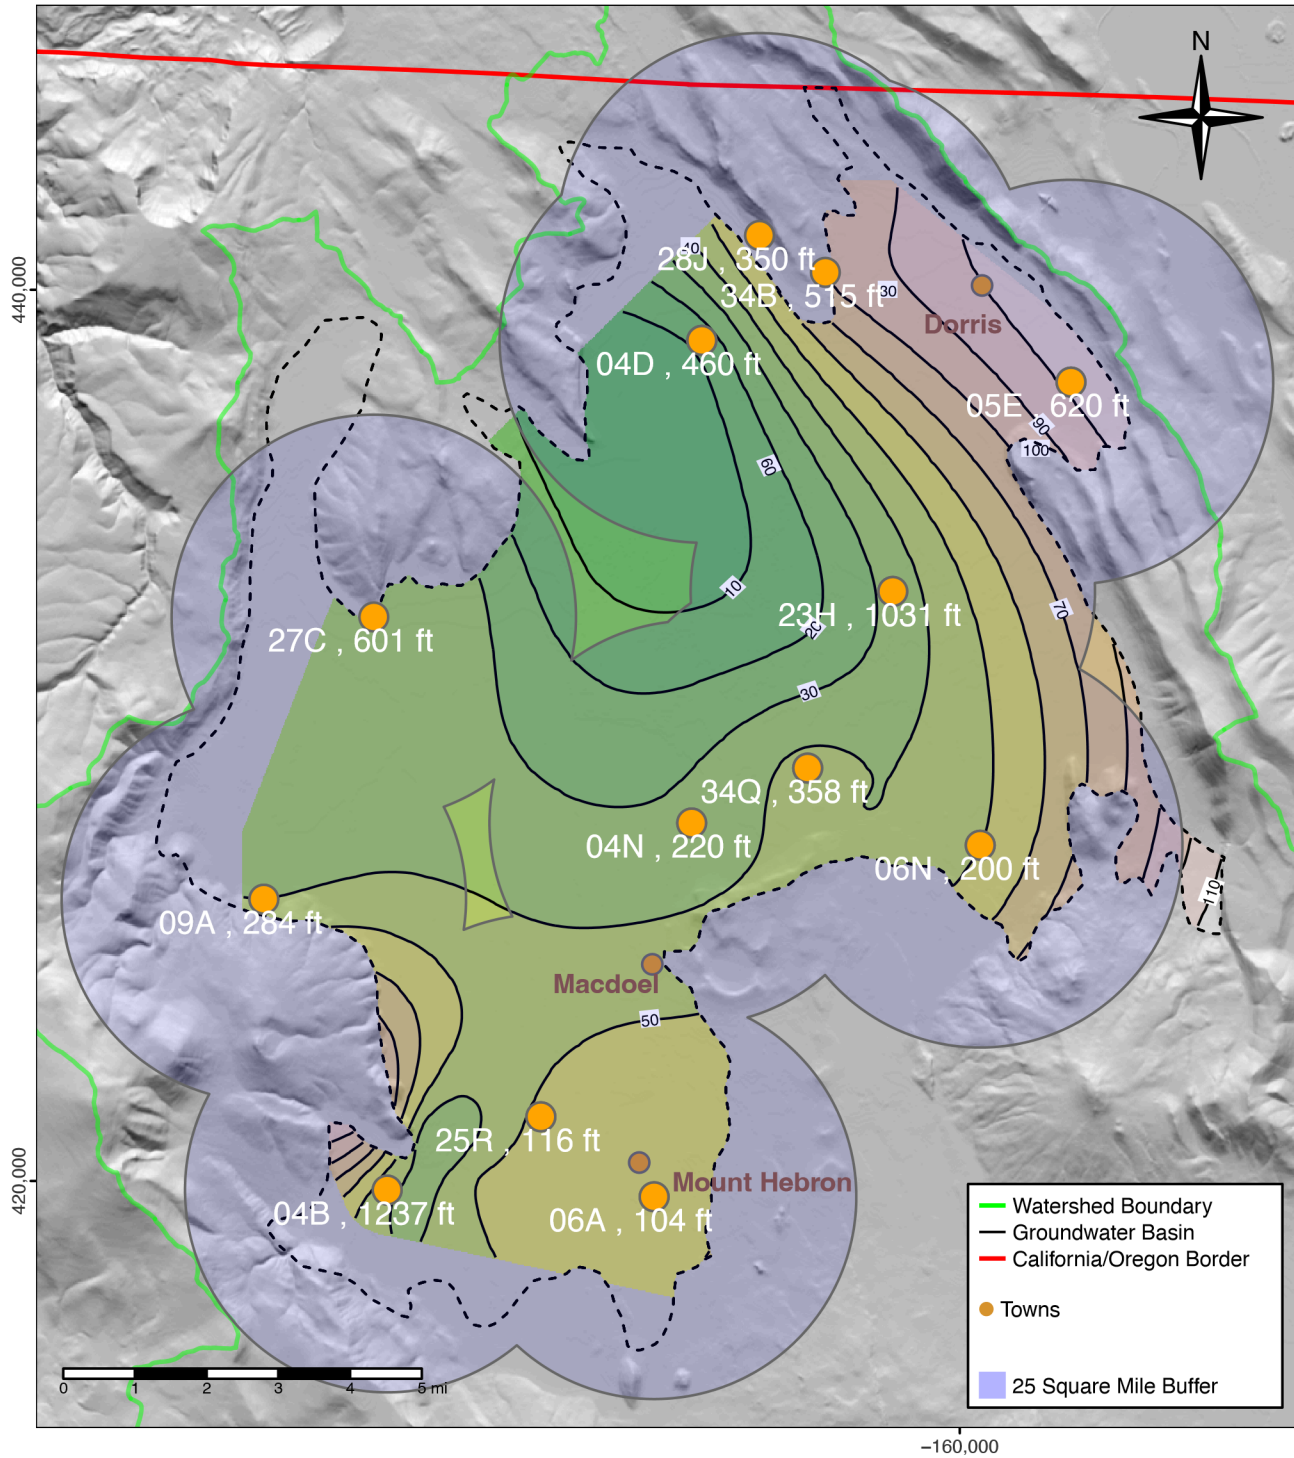 N
40
28J , 350 ft
34B , 515 ft
30
Dorris
04D , 460 ft
05E , 620 ft
90
100
60
10
23H , 1031 ft
20
70
27C , 601 ft
30
34Q , 358 ft
04N , 220 ft
06N , 200 ft
110
09A , 284 ft
Macdoel
50
25R , 116 ft
Mount Hebron
04B , 1237 ft
06A , 104 ft
440,000
420,000
−160,000
0 1 2 3 4 5 mi
Watershed Boundary
Groundwater Basin
California/Oregon Border
Towns
25 Square Mile Buffer